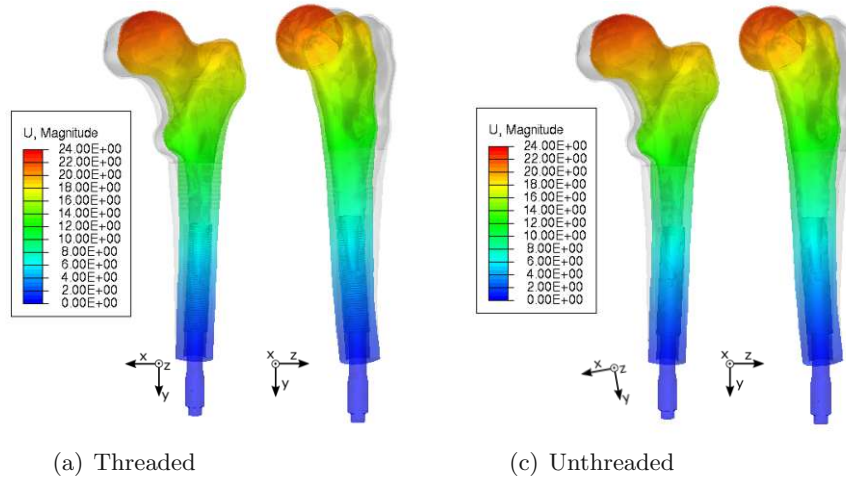 U, Magnitude
24.00E+00
22.00E+00
20.00E+00
18.00E+00
16.00E+00
14.00E+00
12.00E+00
10.00E+00
8.00E+00
6.00E+00
4.00E+00
2.00E+00
0.00E+00
x
z
y
x
z
y
(a) Threaded
U, Magnitude
24.00E+00
22.00E+00
20.00E+00
18.00E+00
16.00E+00
14.00E+00
12.00E+00
10.00E+00
8.00E+00
6.00E+00
4.00E+00
2.00E+00
0.00E+00
x
z
y
x
z
y
(c) Unthreaded